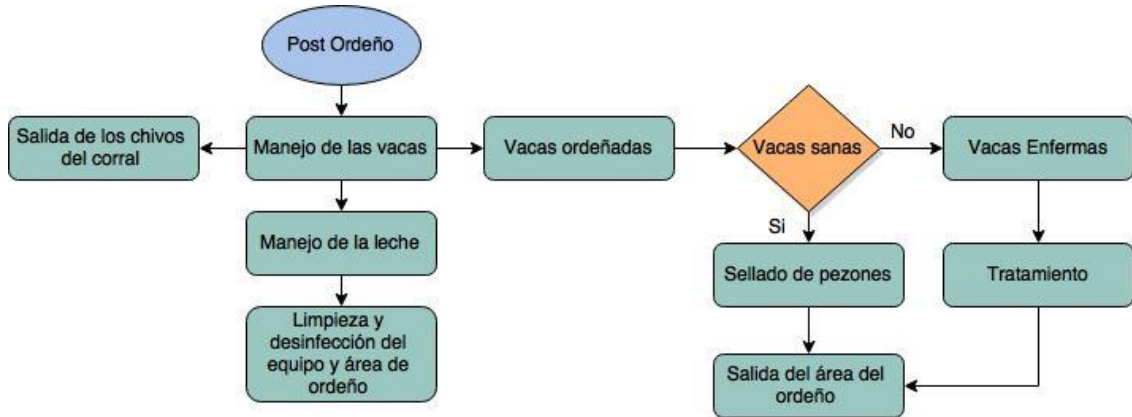 Post Ordeño
Salida de los chivos
del corral
Manejo de las vacas
Vacas ordeñadas
Vacas sanas
No
Vacas Enfermas
Si
Manejo de la leche
Sellado de pezones
Tratamiento
Limpieza y
desinfección del
equipo y área de
ordeño
Salida del área del
ordeño